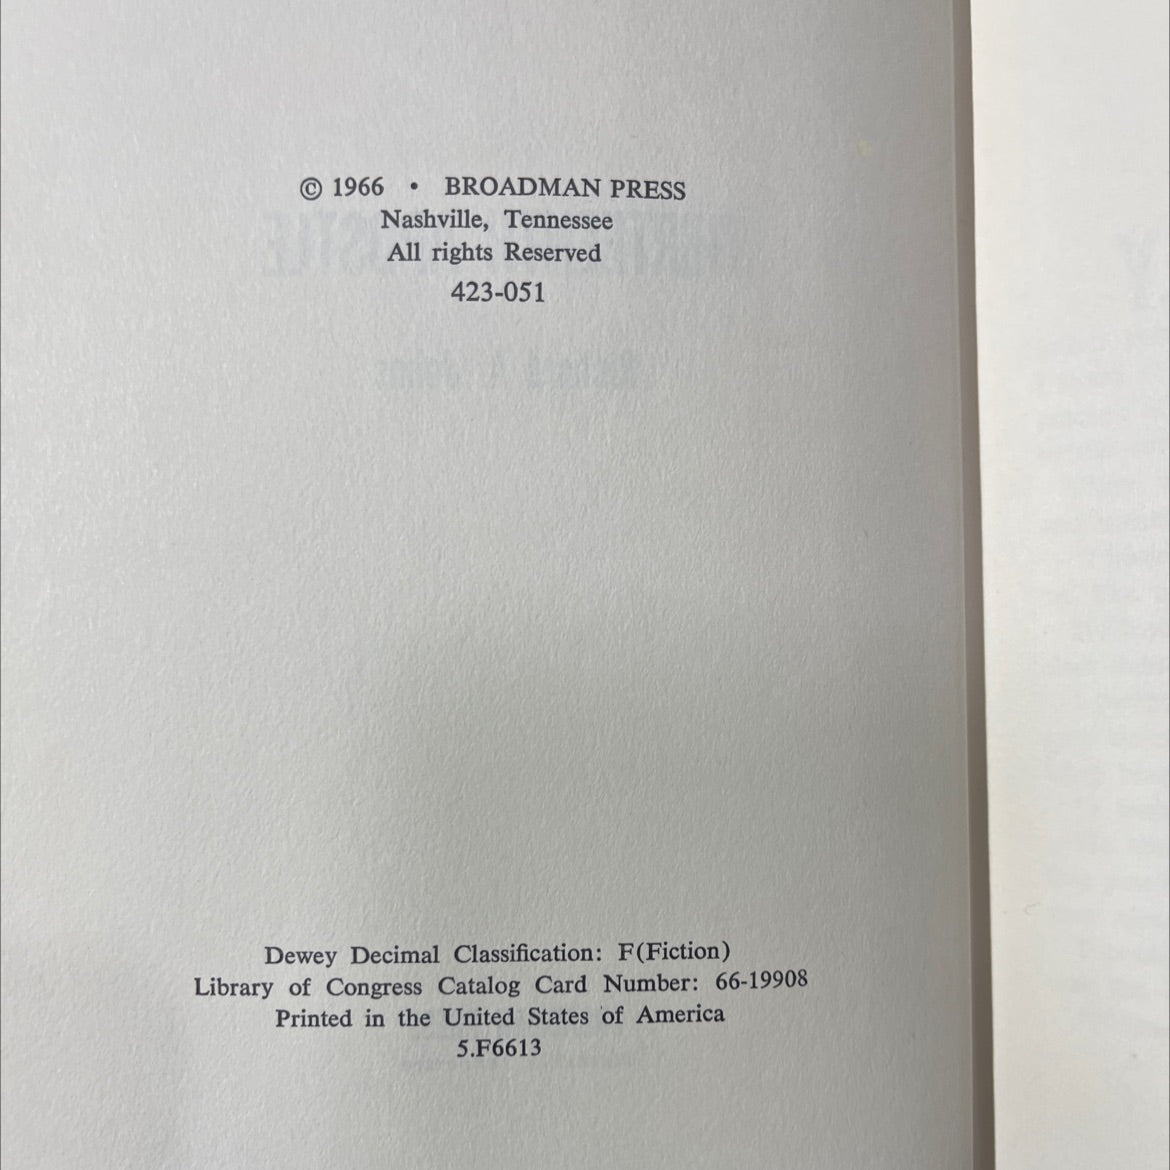 © 1966 • BROADMAN PRESS
Nashville, Tennessee
All rights Reserved
423-051
Dewey Decimal Classification: F(Fiction)
Library of Congress Catalog Card Number: 66-19908
Printed in the United States of America
5.F6613